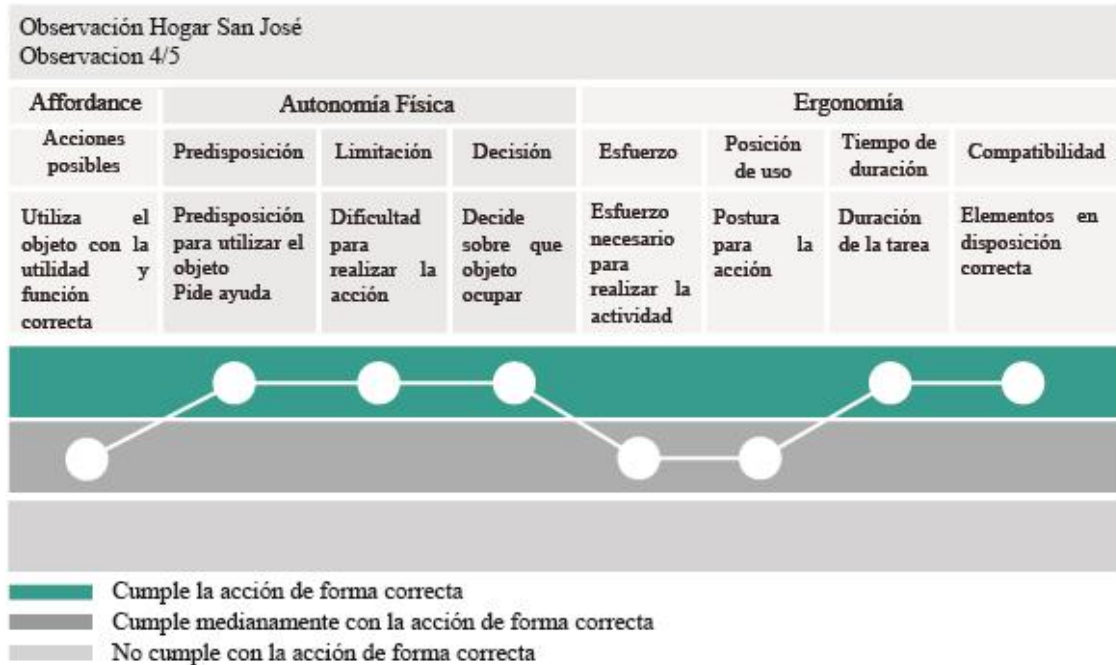 Observación Hogar San José
Observacion 4/5
Affordance
Autonomía Física
Ergonomía
Acciones
posibles
Predisposición
Limitación
Decisión
Esfuerzo
Posición
de uso
Tiempo de
duración
Compatibilidad
Utiliza el
objeto con la
utilidad y
función
correcta
Predisposición
para utilizar el
objeto
Pide ayuda
Dificultad
para
realizar la
acción
Decide
sobre que
objeto
ocupar
Esfuerzo
necesario
para
realizar la
actividad
Postura
para la
acción
Duración
de la tarea
Elementos en
disposición
correcta
Cumple la acción de forma correcta
Cumple medianamente con la acción de forma correcta
No cumple con la acción de forma correcta